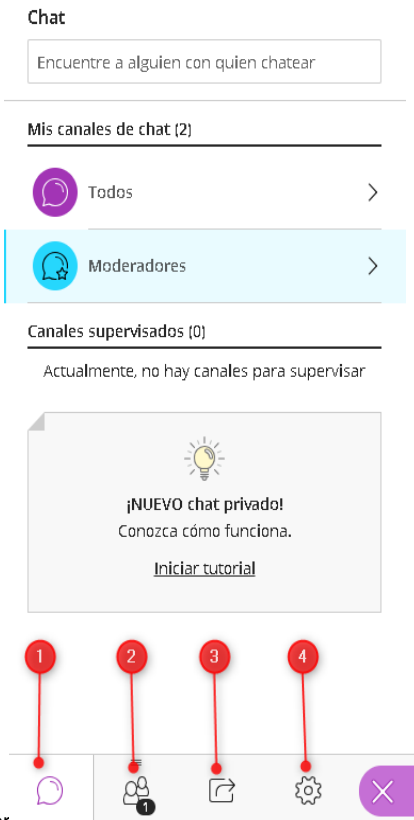 Chat
Encuentre a alguien con quien chatear
Mis canales de chat (2)
Todos
Moderadores
Canales supervisados (0)
Actualmente, no hay canales para supervisar
¡NUEVO chat privado!
Conozca cómo funciona.
Iniciar tutorial
1 2 3 4
1